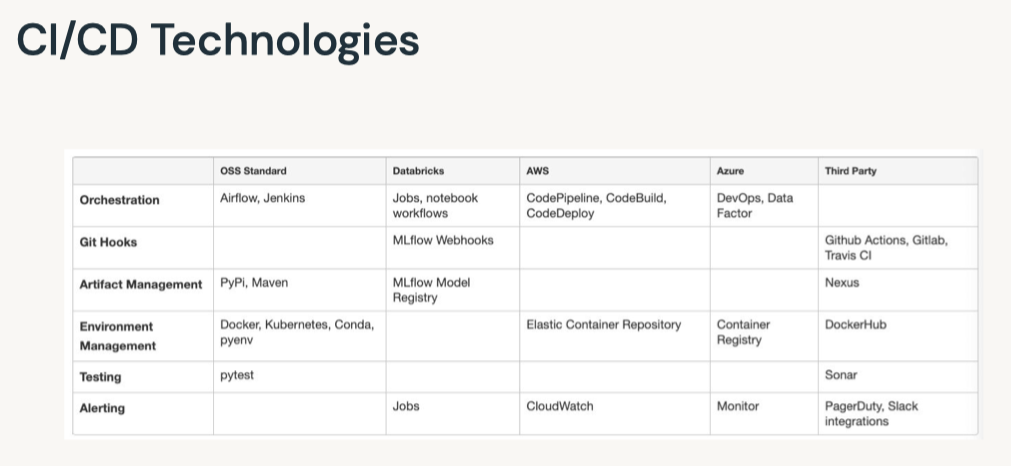 CI/CD Technologies
OSS Standard Databricks AWS Azure Third Party
Orchestration Airflow, Jenkins Jobs, notebook CodePipeline, CodeBuild, DevOps, Data
workflows CodeDeploy Factor
Git Hooks MLflow Webhooks Github Actions, Gitlab,
Travis CI
Artifact Management PyPi, Maven MLflow Model Nexus
Registry
Environment Docker, Kubernetes, Conda, Elastic Container Repository Container DockerHub
Management pyenv Registry
Testing pytest Sonar
Alerting Jobs CloudWatch Monitor PagerDuty, Slack
integrations